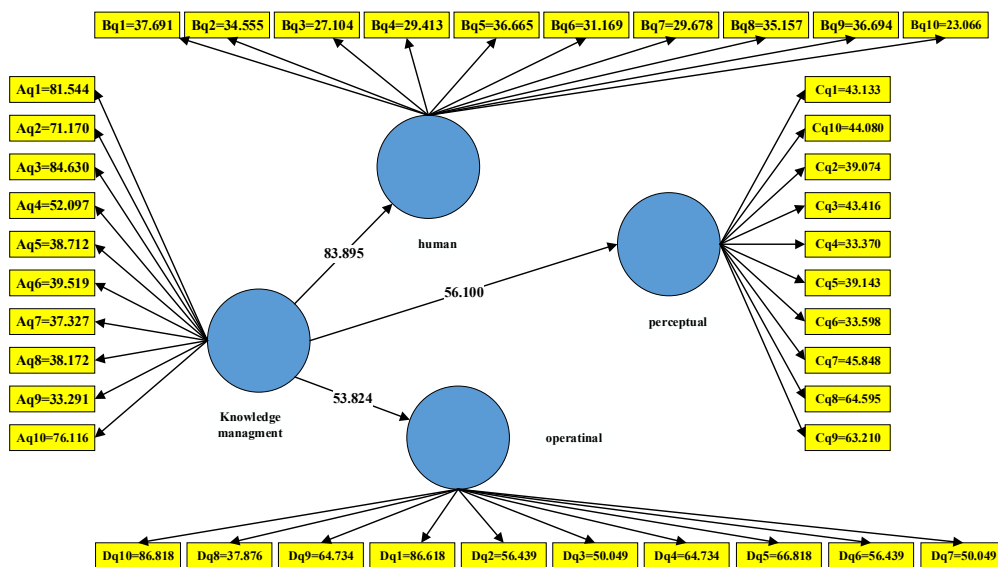 Bq1=37.691
Bq2=34.555
Bq3=27.104
Bq4=29.413
Bq5=36.665
Bq6=31.169
Bq7=29.678
Bq8=35.157
Bq9=36.694
Bq10=23.066
Aq1=81.544
Aq2=71.170
Aq3=84.630
Aq4=52.097
Aq5=38.712
Aq6=39.519
Aq7=37.327
Aq8=38.172
Aq9=33.291
Aq10=76.116
Cq1=43.133
Cq10=44.080
Cq2=39.074
Cq3=43.416
Cq4=33.370
Cq5=39.143
Cq6=33.598
Cq7=45.848
Cq8=64.595
Cq9=63.210
human
83.895
56.100
perceptual
53.824
Knowledge
managment
operatinal
Dq10=86.818
Dq8=37.876
Dq9=64.734
Dq1=86.618
Dq2=56.439
Dq3=50.049
Dq4=64.734
Dq5=66.818
Dq6=56.439
Dq7=50.049